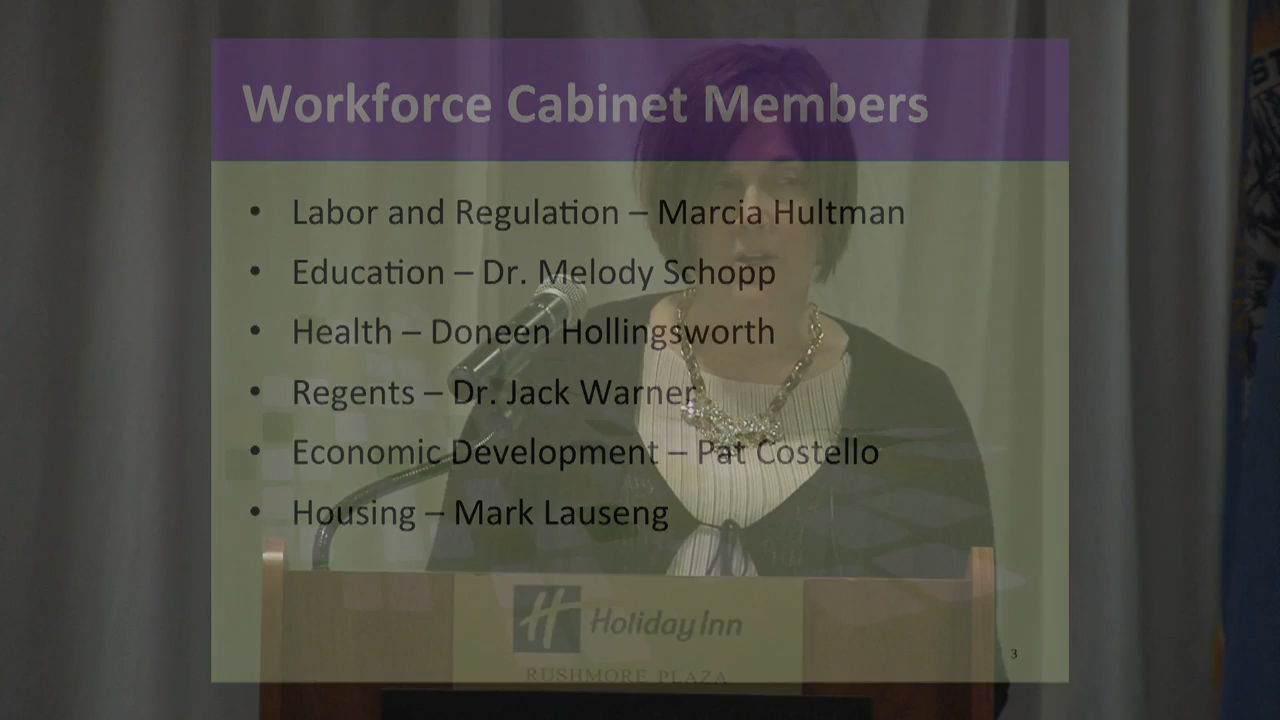 Workforce Cabinet Members
• Labor and Regulation – Marcia Hultman
• Education – Dr. Melody Schopp
• Health – Doneen Hollingsworth
• Regents – Dr. Jack Warner
• Economic Development – Pat Costello
• Housing – Mark Lauseng
H Holiday Inn
RUSHMORE PLAZA
3